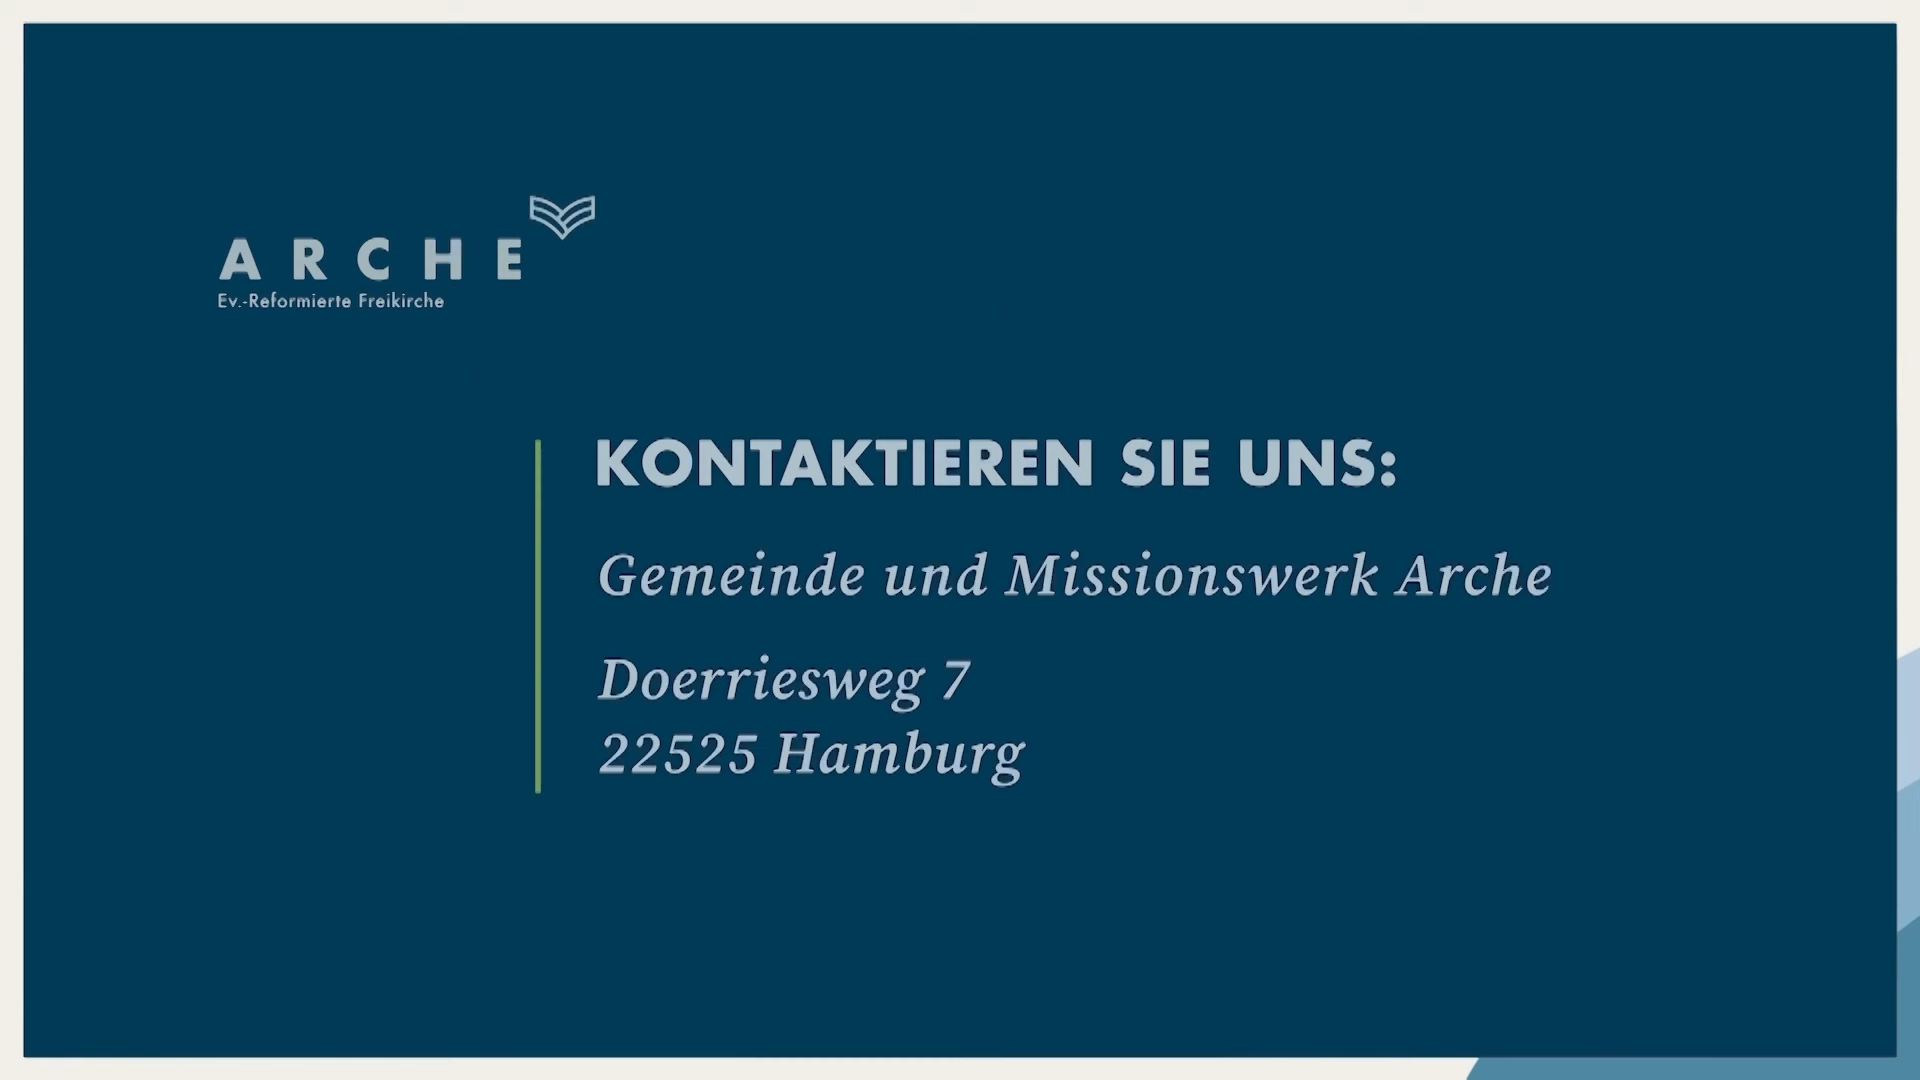 ARCHE
Ev.-Reformierte Freikirche
KONTAKTIEREN SIE UNS:
Gemeinde und Missionswerk Arche
Doerriesweg 7
22525 Hamburg